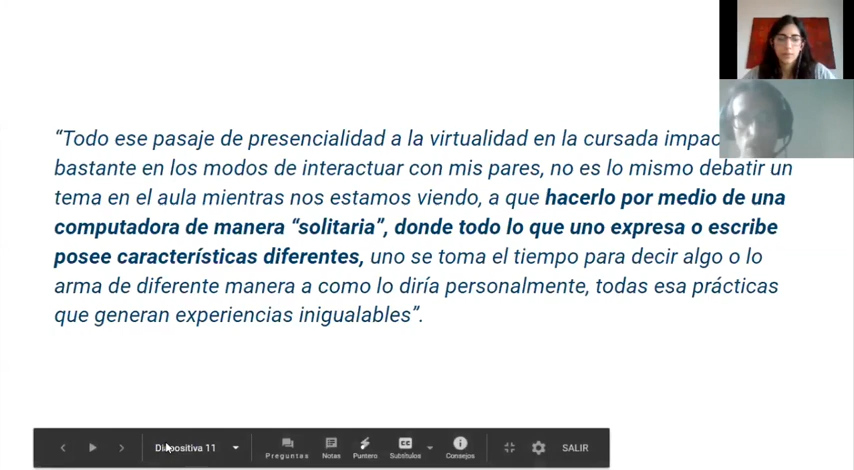 “Todo ese pasaje de presencialidad a la virtualidad en la cursada
bastante en los modos de interactuar con mis pares, no es lo mismo debatir un
tema en el aula mientras nos estamos viendo, a que hacerlo por medio de una
computadora de manera “solitaria”, donde todo lo que uno expresa o escribe
posee características diferentes, uno se toma el tiempo para decir algo o lo
arma de diferente manera a como lo diría personalmente, todas esa prácticas
que generan experiencias inigualables”.
Diapositiva 11
Preguntas
Notas
Puntero
CC
Subtítulos
Consejos
SALIR